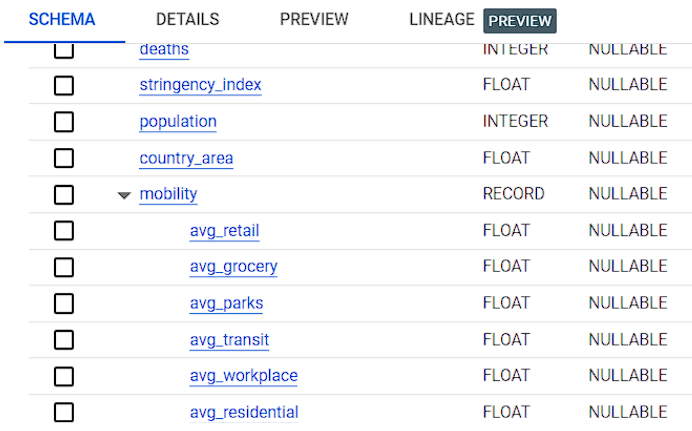 SCHEMA DETAILS PREVIEW LINEAGE PREVIEW
deaths INTEGER NULLABLE
stringency_index FLOAT NULLABLE
population INTEGER NULLABLE
country_area FLOAT NULLABLE
mobility RECORD NULLABLE
avg_retail FLOAT NULLABLE
avg_grocery FLOAT NULLABLE
avg_parks FLOAT NULLABLE
avg_transit FLOAT NULLABLE
avg_workplace FLOAT NULLABLE
avg_residential FLOAT NULLABLE